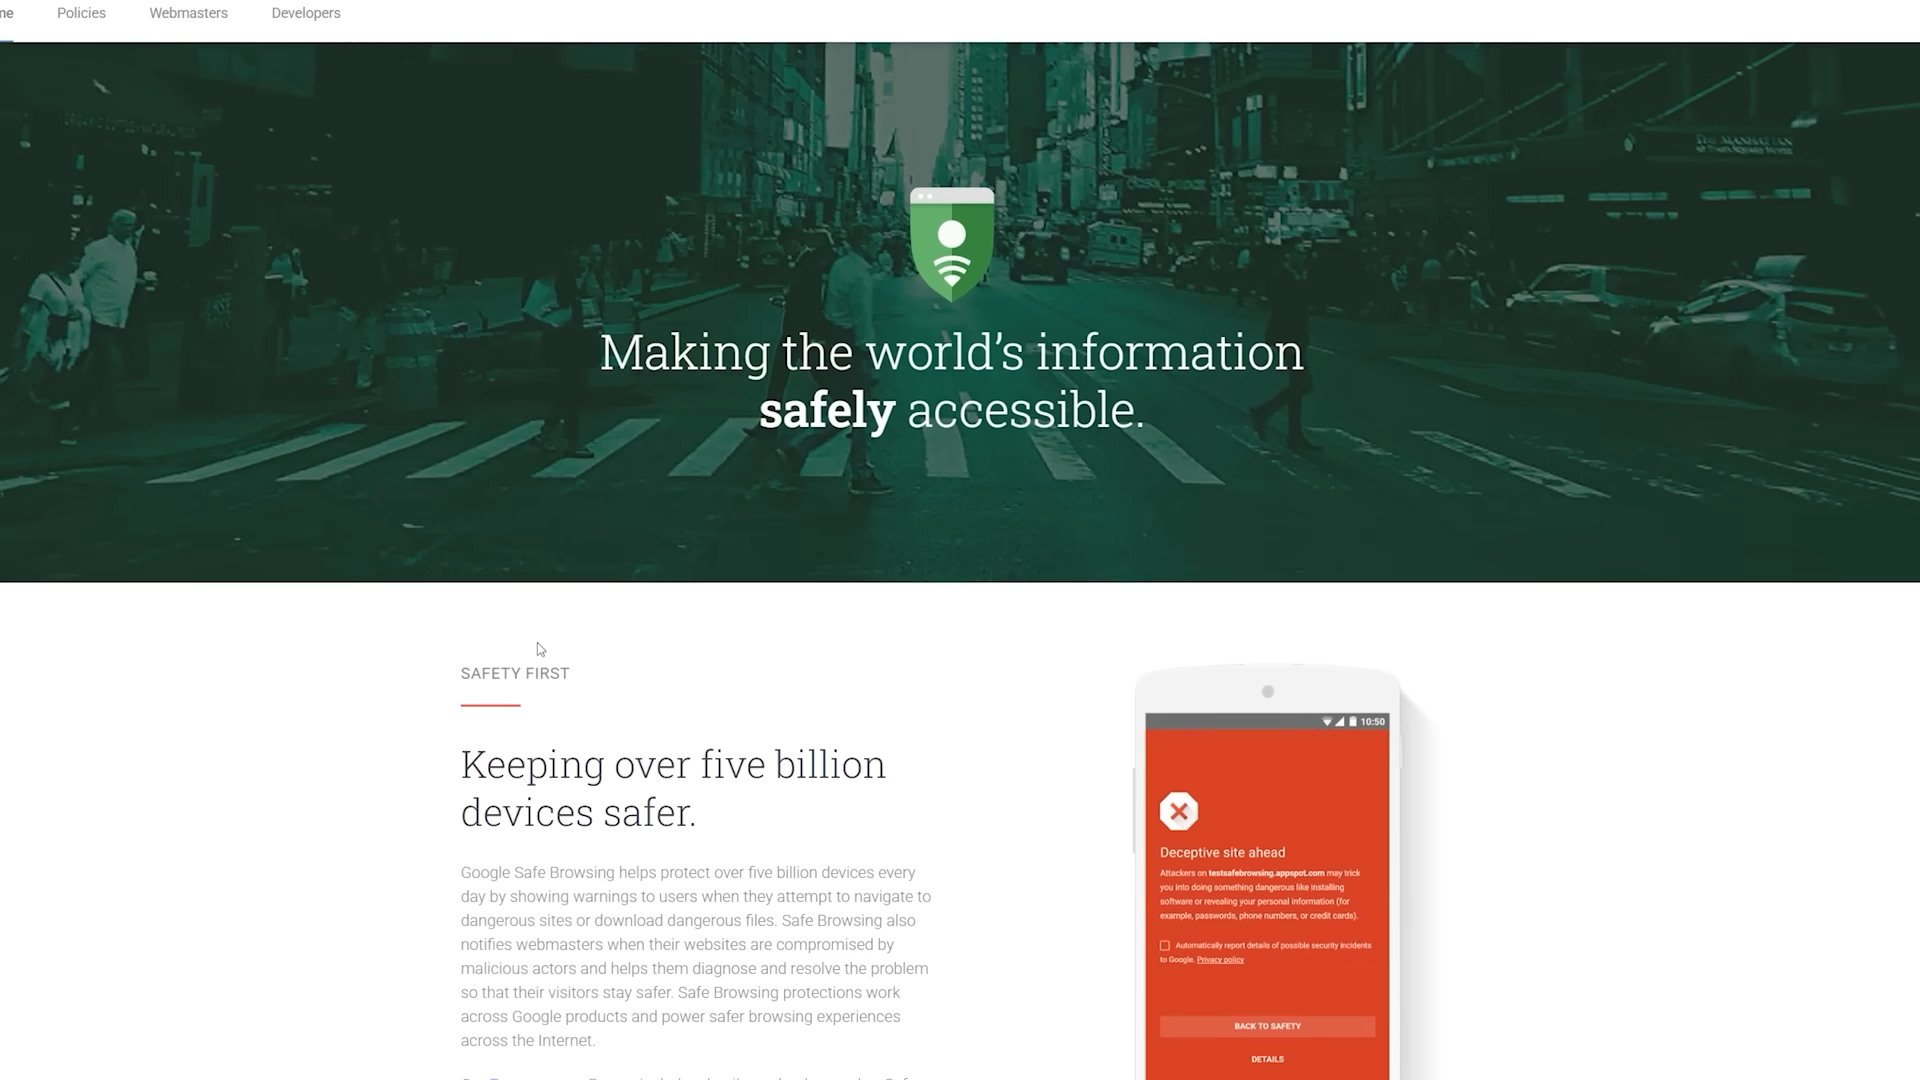 me Policies Webmasters Developers
THE MANHATTAN
Making the world's information
safely accessible.
SAFETY FIRST
Keeping over five billion
devices safer.
Google Safe Browsing helps protect over five billion devices every
day by showing warnings to users when they attempt to navigate to
dangerous sites or download dangerous files. Safe Browsing also
notifies webmasters when their websites are compromised by
malicious actors and helps them diagnose and resolve the problem
so that their visitors stay safer. Safe Browsing protections work
across Google products and power safer browsing experiences
across the Internet.
10:50
Deceptive site ahead
Attackers on testsafebrowsing.appspot.com may trick
you into doing something dangerous like installing
software or revealing your personal information (for
example, passwords, phone numbers, or credit cards).
Automatically report details of possible security incidents
to Google. Privacy policy
BACK TO SAFETY
DETAILS